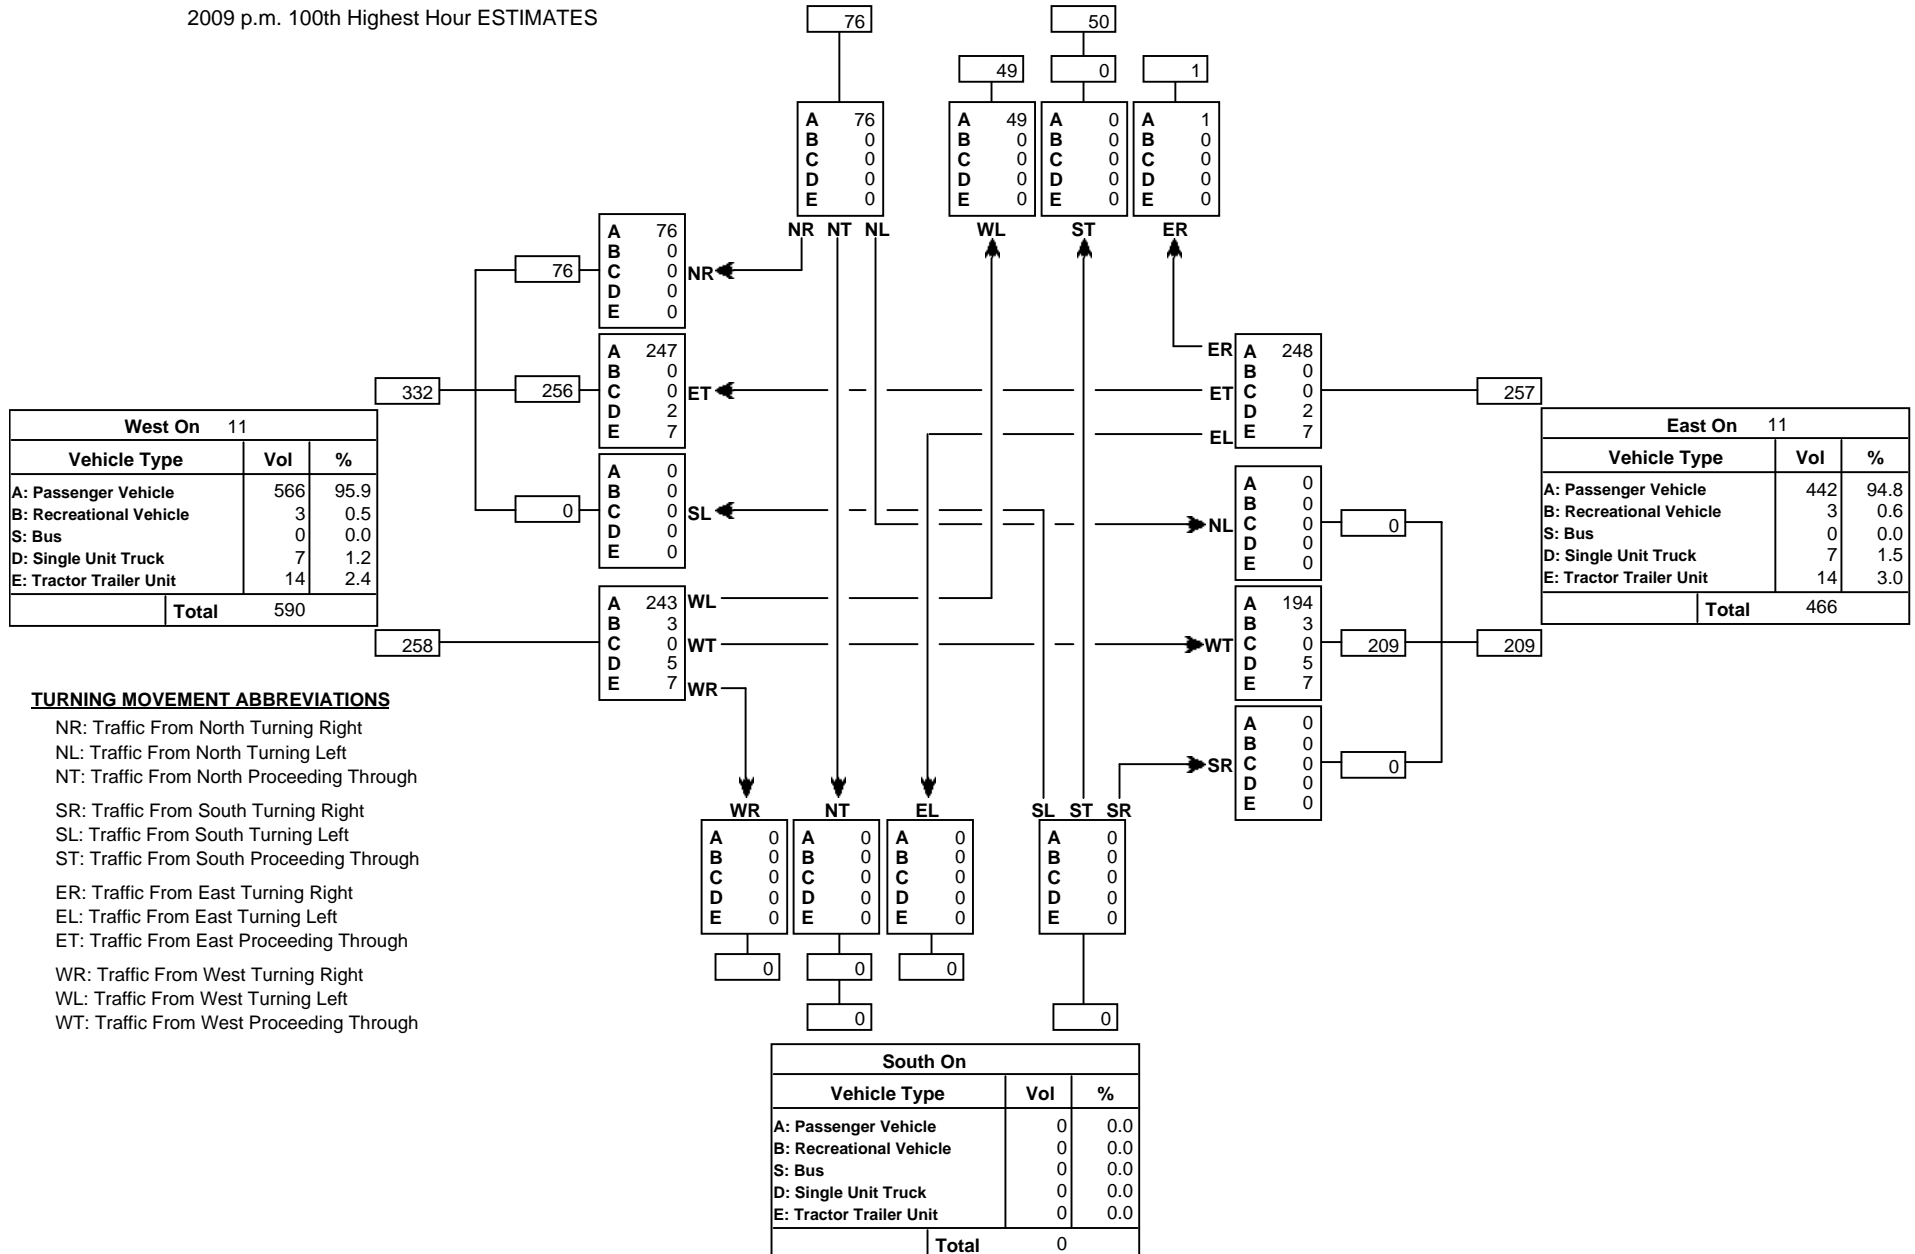 2009 p.m. 100th Highest Hour ESTIMATES
76
50
49
0
1
A 76
B 0
C 0
D 0
E 0
A 49
B 0
C 0
D 0
E 0
A 0
B 0
C 0
D 0
E 0
A 1
B 0
C 0
D 0
E 0
NR NT NL
WL
ST
ER
76
A 76
B 0
C 0
D 0
E 0
NR
332
256
A 247
B 0
C 0
D 2
E 7
ET
0
A 0
B 0
C 0
D 0
E 0
SL
258
A 243
B 3
C 0
D 5
E 7
WL
WT
WR
West On 11
Vehicle Type Vol %
A: Passenger Vehicle 566 95.9
B: Recreational Vehicle 3 0.5
S: Bus 0 0.0
D: Single Unit Truck 7 1.2
E: Tractor Trailer Unit 14 2.4
Total 590
ER
ET
EL
A 248
B 0
C 0
D 2
E 7
257
NL
A 0
B 0
C 0
D 0
E 0
0
WT
A 194
B 3
C 0
D 5
E 7
209
209
SR
A 0
B 0
C 0
D 0
E 0
0
East On 11
Vehicle Type Vol %
A: Passenger Vehicle 442 94.8
B: Recreational Vehicle 3 0.6
S: Bus 0 0.0
D: Single Unit Truck 7 1.5
E: Tractor Trailer Unit 14 3.0
Total 466
TURNING MOVEMENT ABBREVIATIONS
NR: Traffic From North Turning Right
NL: Traffic From North Turning Left
NT: Traffic From North Proceeding Through
SR: Traffic From South Turning Right
SL: Traffic From South Turning Left
ST: Traffic From South Proceeding Through
ER: Traffic From East Turning Right
EL: Traffic From East Turning Left
ET: Traffic From East Proceeding Through
WR: Traffic From West Turning Right
WL: Traffic From West Turning Left
WT: Traffic From West Proceeding Through
WR
NT
EL
SL ST SR
A 0
B 0
C 0
D 0
E 0
A 0
B 0
C 0
D 0
E 0
A 0
B 0
C 0
D 0
E 0
A 0
B 0
C 0
D 0
E 0
0
0
0
0
0
South On
Vehicle Type Vol %
A: Passenger Vehicle 0 0.0
B: Recreational Vehicle 0 0.0
S: Bus 0 0.0
D: Single Unit Truck 0 0.0
E: Tractor Trailer Unit 0 0.0
Total 0